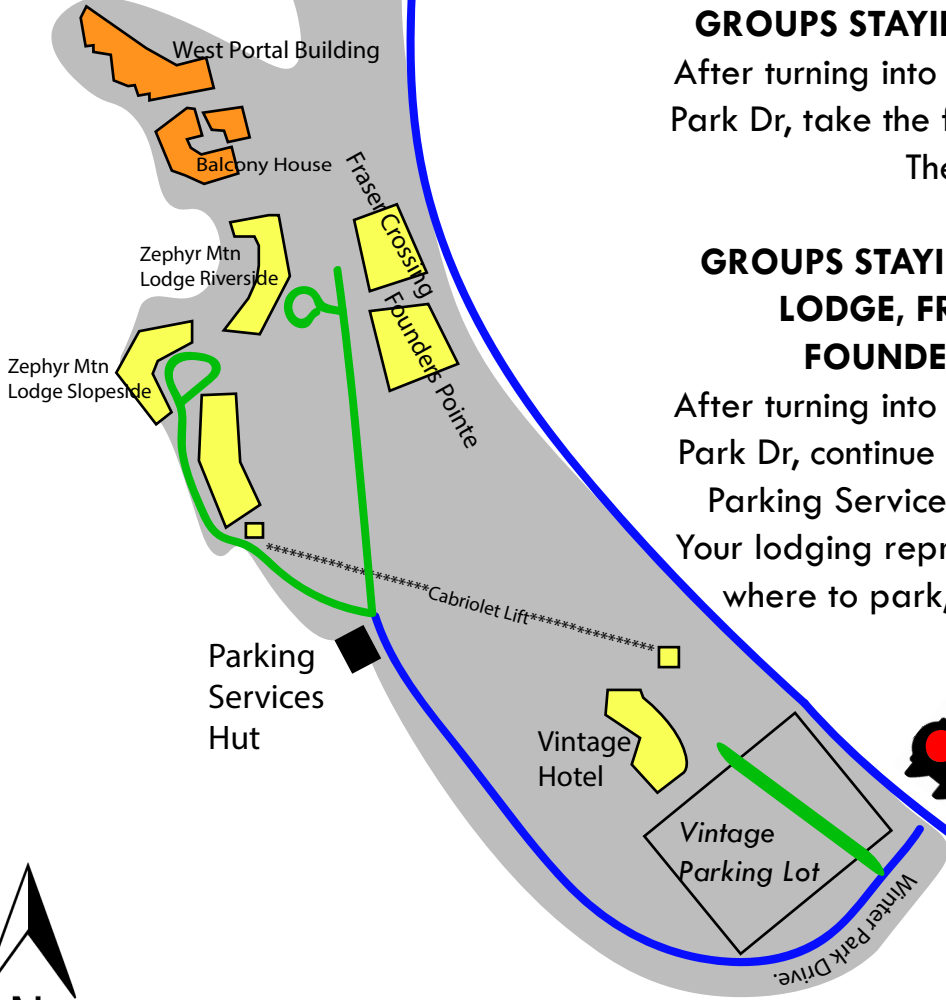 West Portal Building
Balcony House
Fraser Crossing
Zephyr Mtn
Lodge Riverside
Founders Pointe
Zephyr Mtn
Lodge Slopeside
**********************Cabriolet Lift*****************
Parking
Services
Hut
Vintage
Hotel
Vintage
Parking Lot
Winter Park Drive.
N
GROUPS STAYI
After turning into
Park Dr, take the
The
GROUPS STAYI
LODGE, FR
FOUNDE
After turning into
Park Dr, continue
Parking Service
Your lodging repr
where to park,